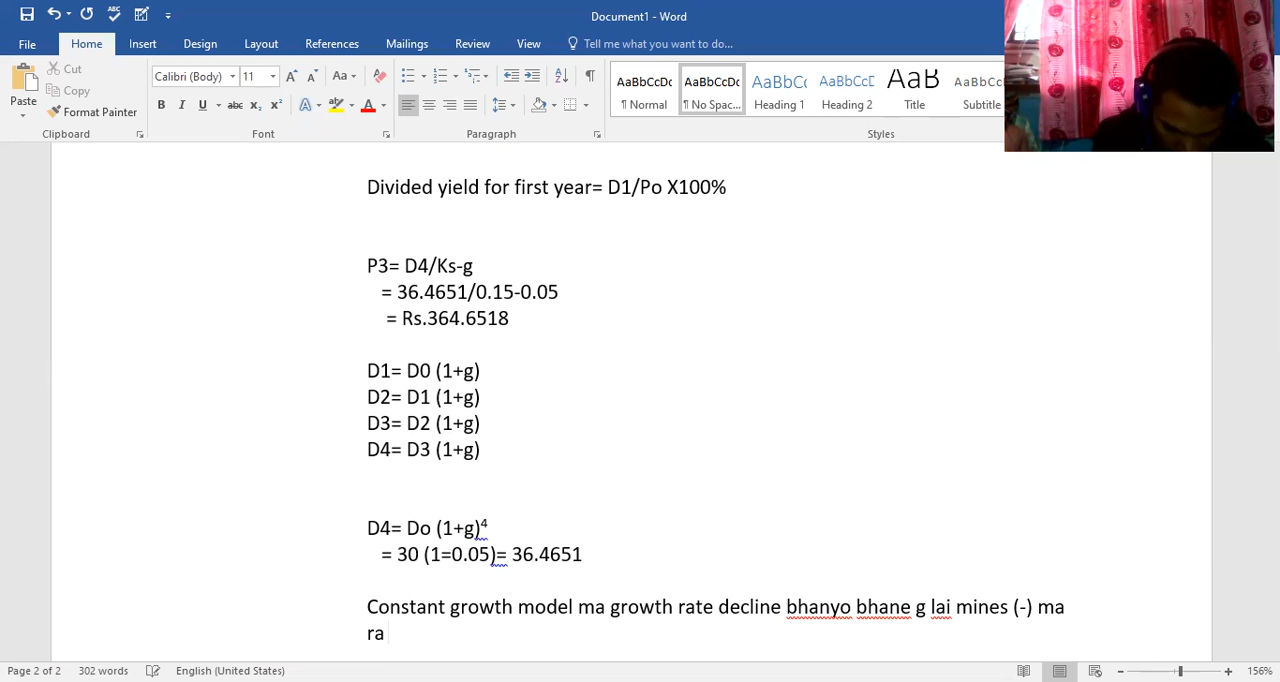 Document1 - Word
File Home Insert Design Layout References Mailings Review View Tell me what you want to do...
Cut
Copy
Format Painter
Paste
Calibri (Body) 11
AaBbCcDc AaBbCcDc AaBbCc AaBbCcE AaB AaBbCcD
¶ Normal ¶ No Spac... Heading 1 Heading 2 Title Subtitle
Clipboard Font Paragraph Styles
Divided yield for first year= D1/Po X100%
P3= D4/Ks-g
= 36.4651/0.15-0.05
= Rs.364.6518
D1= D0 (1+g)
D2= D1 (1+g)
D3= D2 (1+g)
D4= D3 (1+g)
D4= Do (1+g)⁴
= 30 (1=0.05)= 36.4651
Constant growth model ma growth rate decline bhanyo bhane g lai mines (-) ma
ra
Page 2 of 2 302 words English (United States) 156%